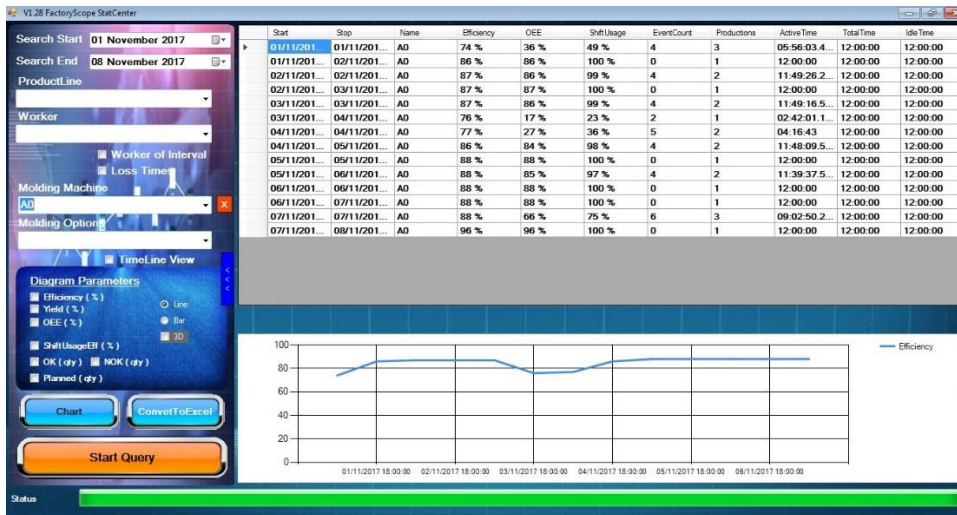 V1.28 FactoryScope StatCenter
Search Start 01 November 2017
Search End 08 November 2017
ProductLine
Worker
Worker of Interval
Loss Times
Molding Machine
A0
X
Molding Options
TimeLine View
Diagram Parameters
Efficiency ( % )
Yield ( % )
OEE ( % )
Line
Bar
3D
ShiftUsageEff ( % )
OK ( qty ) NOK ( qty )
Planned ( qty )
Chart ConvetToExcel
Start Query
Start Stop Name Efficiency OEE ShiftUsage EventCount Productions ActiveTime TotalTime IdleTime
01/11/201... 01/11/201... A0 74 % 36 % 49 % 4 3 05:56:03.4... 12:00:00 12:00:00
01/11/201... 02/11/201... A0 86 % 86 % 100 % 0 1 12:00:00 12:00:00 12:00:00
02/11/201... 02/11/201... A0 87 % 86 % 99 % 4 2 11:49:26.2... 12:00:00 12:00:00
02/11/201... 03/11/201... A0 87 % 87 % 100 % 0 1 12:00:00 12:00:00 12:00:00
03/11/201... 03/11/201... A0 87 % 86 % 99 % 4 2 11:49:16.5... 12:00:00 12:00:00
03/11/201... 04/11/201... A0 76 % 17 % 23 % 2 1 02:42:01.1... 12:00:00 12:00:00
04/11/201... 04/11/201... A0 77 % 27 % 36 % 5 2 04:16:43 12:00:00 12:00:00
04/11/201... 05/11/201... A0 86 % 84 % 98 % 4 2 11:48:09.5... 12:00:00 12:00:00
05/11/201... 05/11/201... A0 88 % 88 % 100 % 0 1 12:00:00 12:00:00 12:00:00
05/11/201... 06/11/201... A0 88 % 85 % 97 % 4 2 11:39:37.5... 12:00:00 12:00:00
06/11/201... 06/11/201... A0 88 % 88 % 100 % 0 1 12:00:00 12:00:00 12:00:00
06/11/201... 07/11/201... A0 88 % 88 % 100 % 0 1 12:00:00 12:00:00 12:00:00
07/11/201... 07/11/201... A0 88 % 66 % 75 % 6 3 09:02:50.2... 12:00:00 12:00:00
07/11/201... 08/11/201... A0 96 % 96 % 100 % 0 1 12:00:00 12:00:00 12:00:00
100
80
60
40
20
0
01/11/2017 18:00:00 02/11/2017 18:00:00 03/11/2017 18:00:00 04/11/2017 18:00:00 05/11/2017 18:00:00 06/11/2017 18:00:00
Efficiency
Status